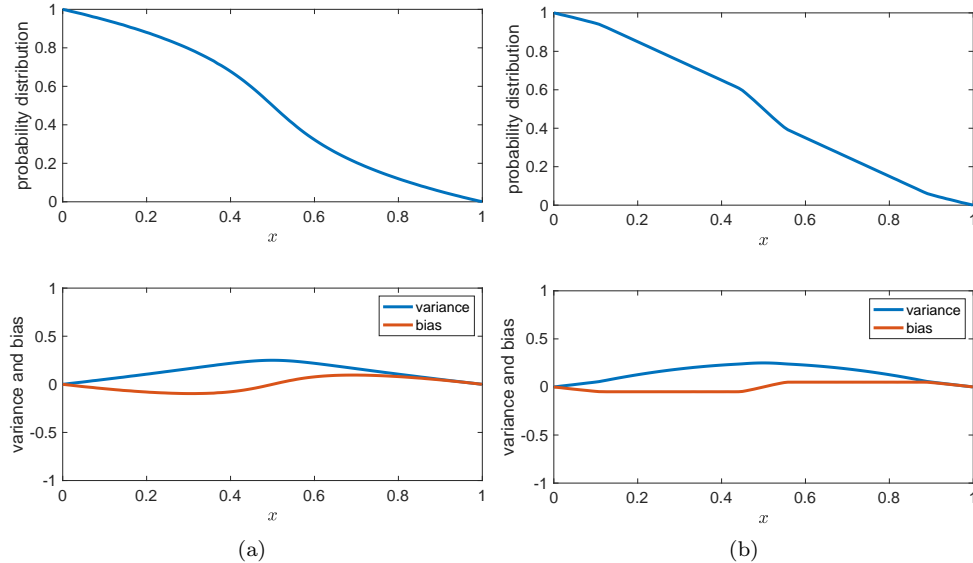 1
0.8
0.6
0.4
0.2
0
probability distribution
0 0.2 0.4 0.6 0.8 1
x
1
0.8
0.6
0.4
0.2
0
probability distribution
0 0.2 0.4 0.6 0.8 1
x
1
0.5
0
-0.5
-1
variance and bias
variance
bias
0 0.2 0.4 0.6 0.8 1
x
(a)
1
0.5
0
-0.5
-1
variance and bias
variance
bias
0 0.2 0.4 0.6 0.8 1
x
(b)